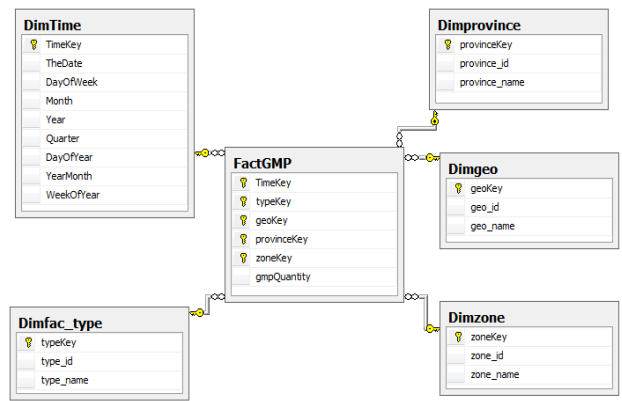 DimTime
TimeKey
TheDate
DayOfWeek
Month
Year
Quarter
DayOfYear
YearMonth
WeekOfYear
Dimprovince
provinceKey
province_id
province_name
FactGMP
TimeKey
typeKey
geoKey
provinceKey
zoneKey
gmpQuantity
Dimgeo
geoKey
geo_id
geo_name
Dimfac_type
typeKey
type_id
type_name
Dimzone
zoneKey
zone_id
zone_name